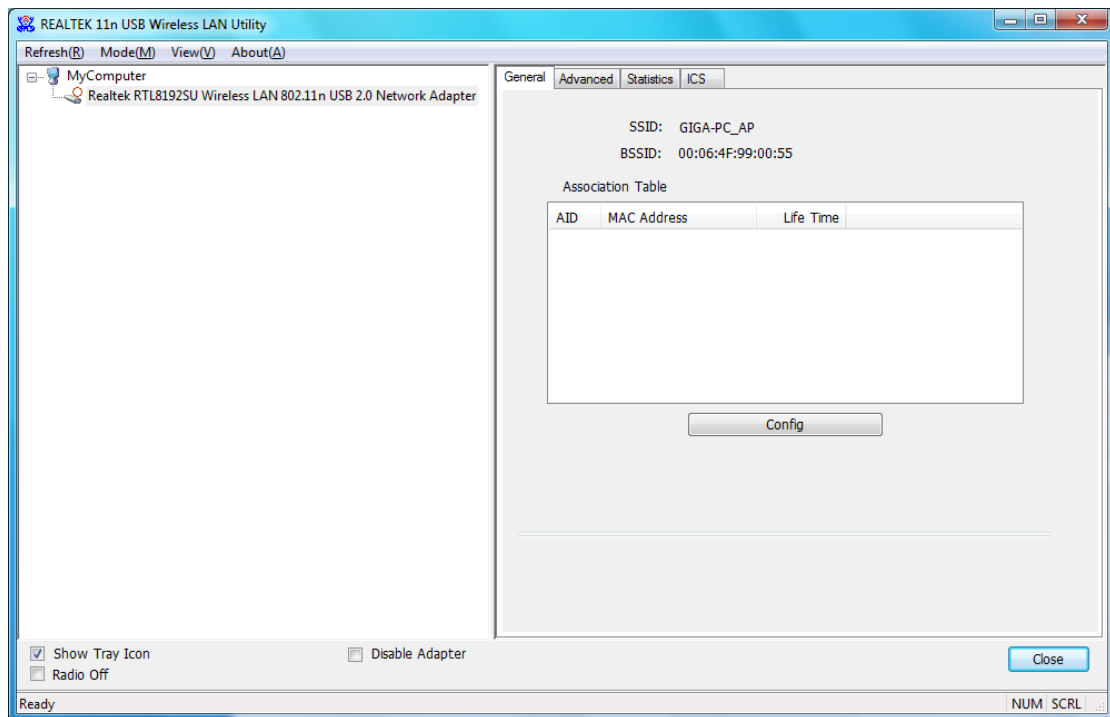 REALTEK 11n USB Wireless LAN Utility
Refresh(R) Mode(M) View(V) About(A)
MyComputer
Realtek RTL8192SU Wireless LAN 802.11n USB 2.0 Network Adapter
General Advanced Statistics ICS
SSID: GIGA-PC_AP
BSSID: 00:06:4F:99:00:55
Association Table
AID MAC Address Life Time
Config
Show Tray Icon Disable Adapter
Radio Off
Close
Ready NUM SCRL